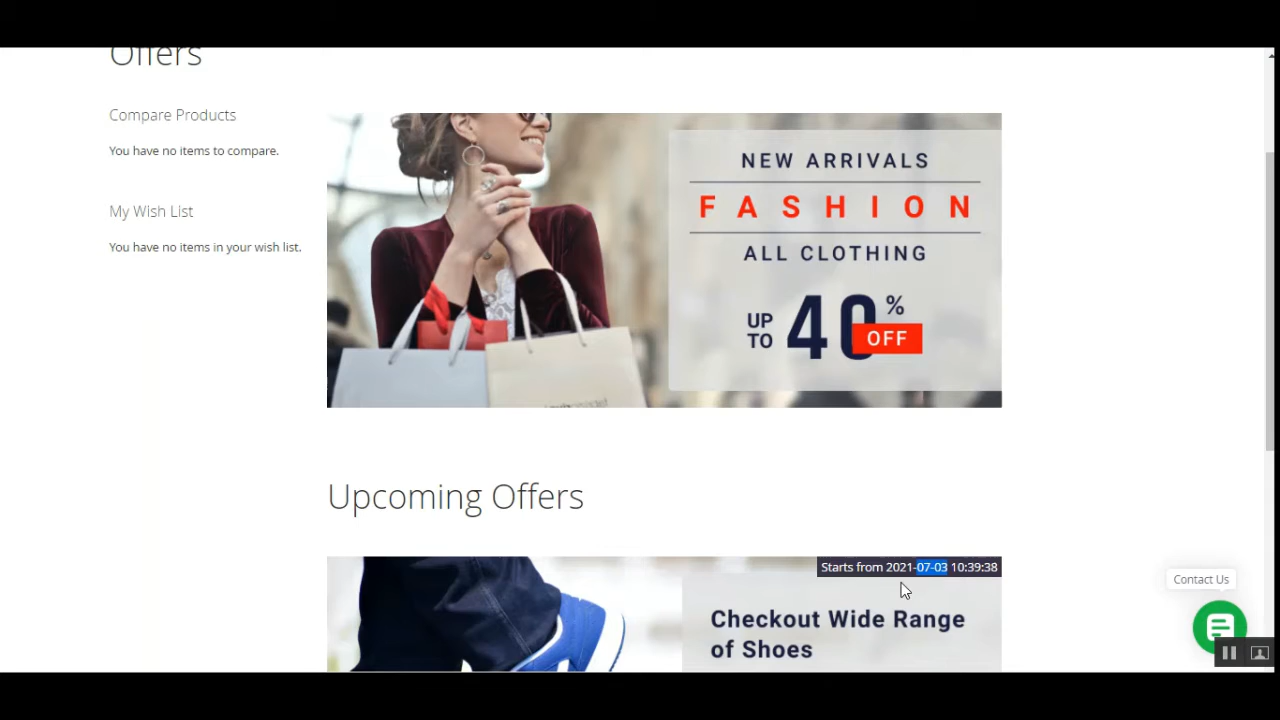 Offers
Compare Products
You have no items to compare.
My Wish List
You have no items in your wish list.
NEW ARRIVALS
FASHION
ALL CLOTHING
UP TO 40% OFF
Upcoming Offers
Starts from 2021-07-03 10:39:38
Checkout Wide Range
of Shoes
Contact Us